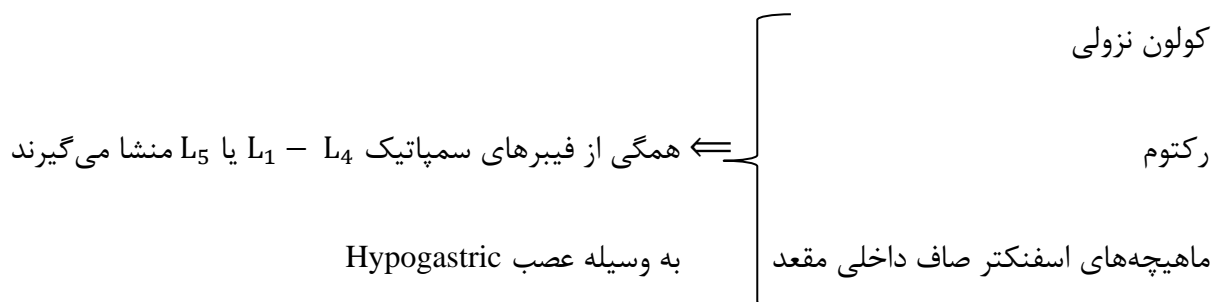 کولون نزولی
رکتوم ⇐ همگی از فیبرهای سمپاتیک L₁ − L₄ یا L₅ منشا می‌گیرند
ماهیچه‌های اسفنکتر صاف داخلی مقعد به وسیله عصب Hypogastric